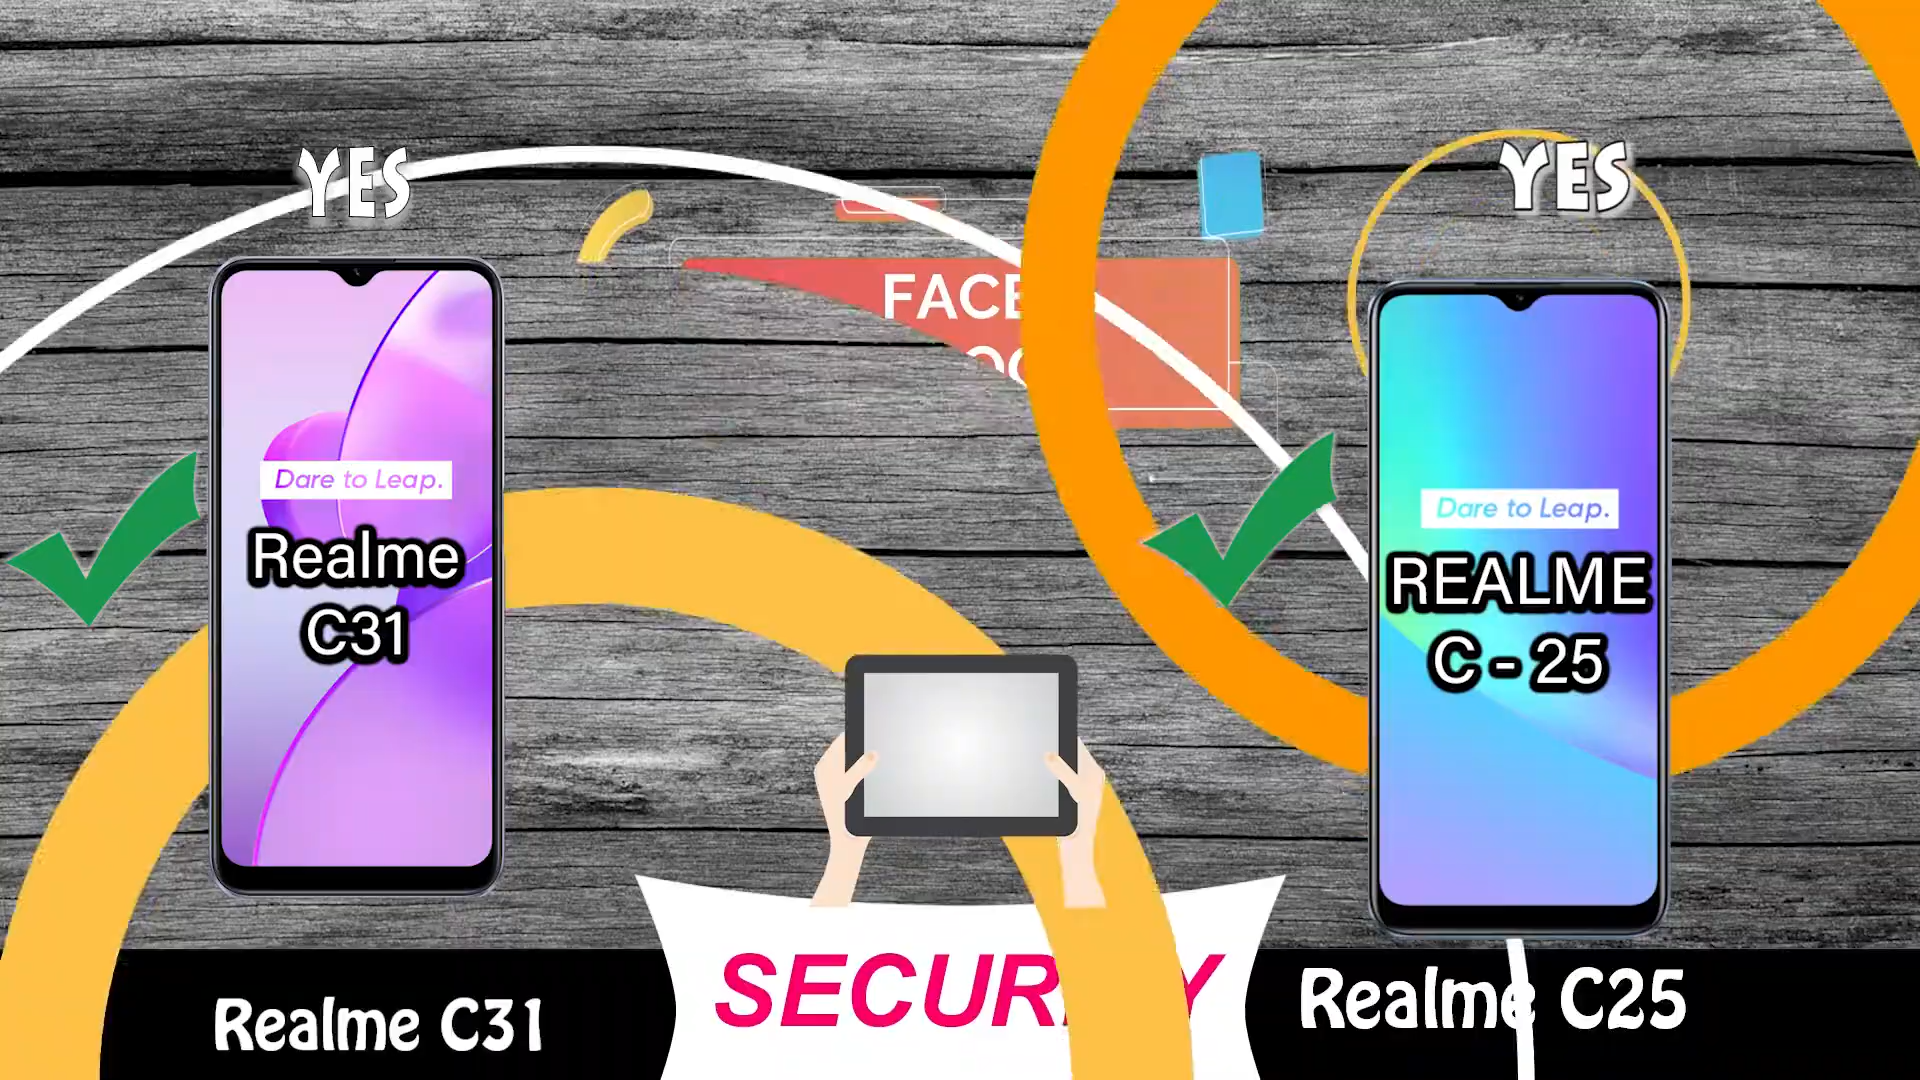 YES
YES
FACE
Dare to Leap.
Realme
C31
Dare to Leap.
REALME
C - 25
Realme C31
Realme C25